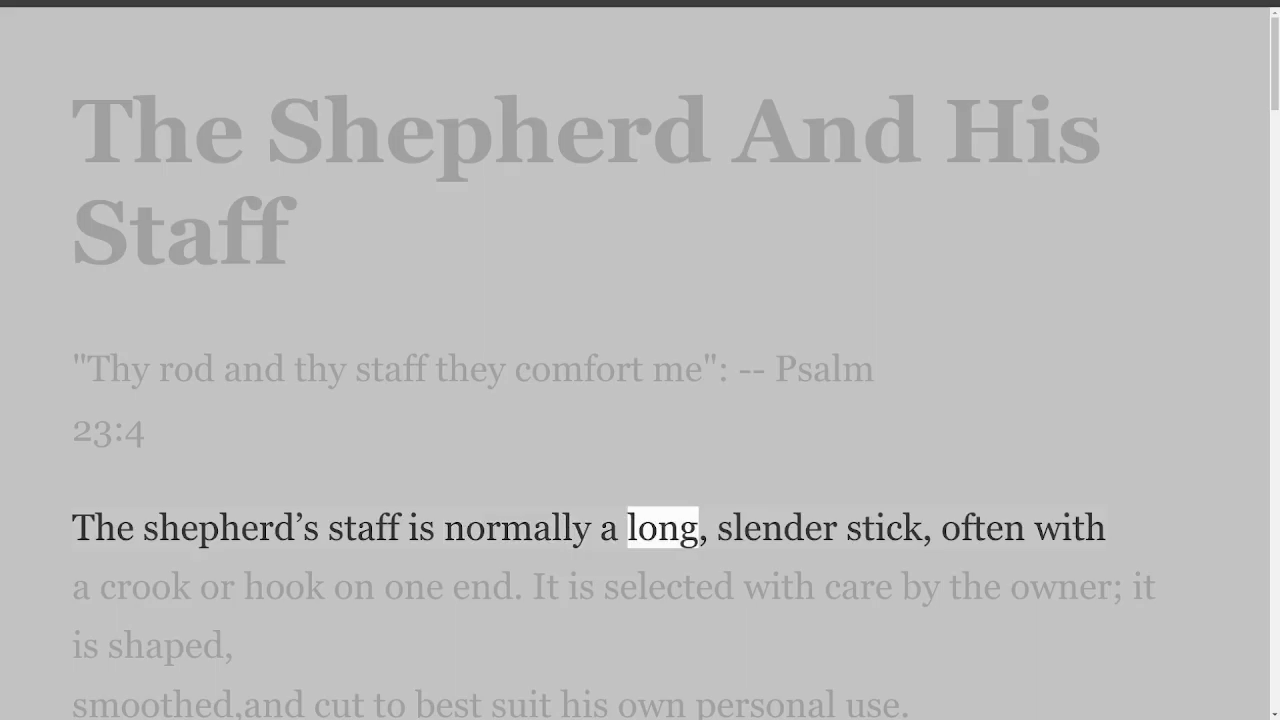 The Shepherd And His
Staff
"Thy rod and thy staff they comfort me": -- Psalm
23:4
The shepherd’s staff is normally a long, slender stick, often with
a crook or hook on one end. It is selected with care by the owner; it
is shaped,
smoothed,and cut to best suit his own personal use.